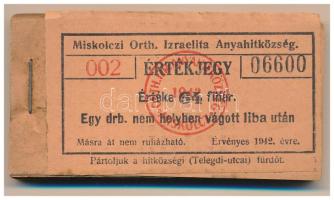 Miskolczi Orth. Izraelita Anyahitközség.
002 ÉRTÉKJEGY 06600
Értéke 64 fillér.
Egy drb. nem helyben vágott liba után
Másra át nem ruházható. Érvényes 1942. évre.
Pártoljuk a hitközségi (Telegdi-utcai) fürdőt.